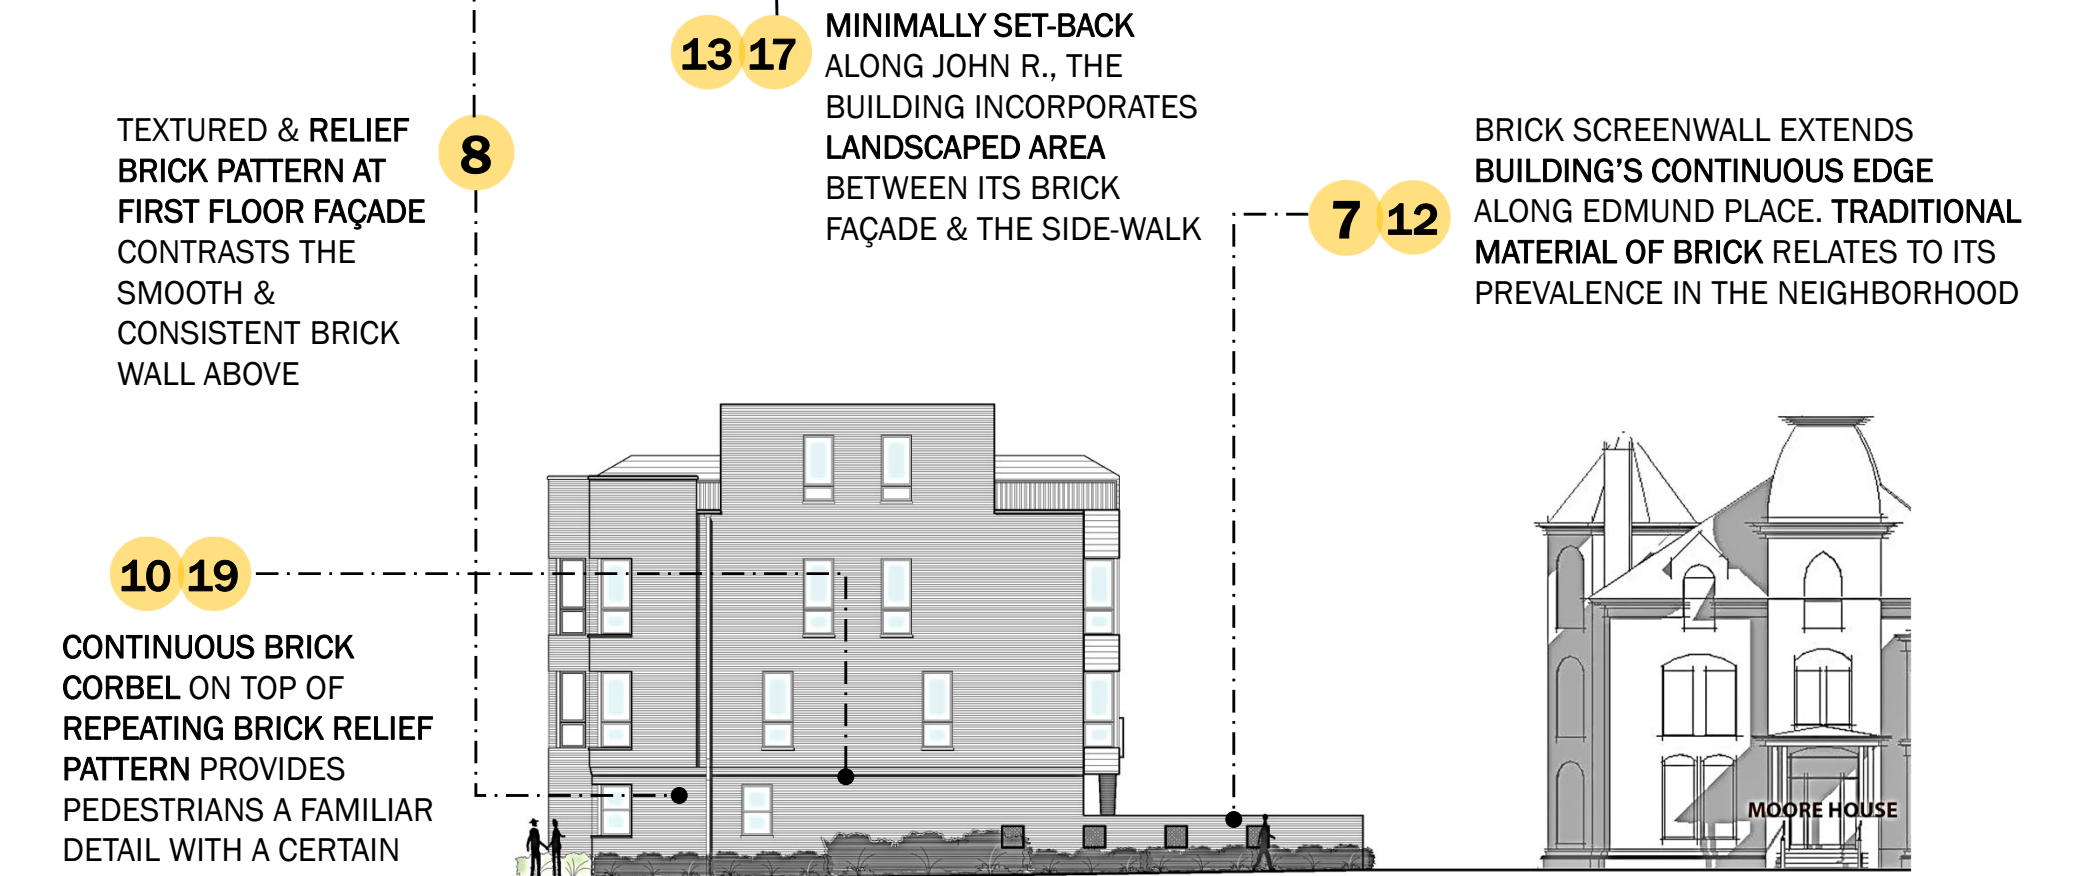 13 17
MINIMALLY SET-BACK
ALONG JOHN R., THE
BUILDING INCORPORATES
LANDSCAPED AREA
BETWEEN ITS BRICK
FAÇADE & THE SIDE-WALK
8
TEXTURED & RELIEF
BRICK PATTERN AT
FIRST FLOOR FAÇADE
CONTRASTS THE
SMOOTH &
CONSISTENT BRICK
WALL ABOVE
7 12
BRICK SCREENWALL EXTENDS
BUILDING'S CONTINUOUS EDGE
ALONG EDMUND PLACE. TRADITIONAL
MATERIAL OF BRICK RELATES TO ITS
PREVALENCE IN THE NEIGHBORHOOD
10 19
CONTINUOUS BRICK
CORBEL ON TOP OF
REPEATING BRICK RELIEF
PATTERN PROVIDES
PEDESTRIANS A FAMILIAR
DETAIL WITH A CERTAIN
MOORE HOUSE